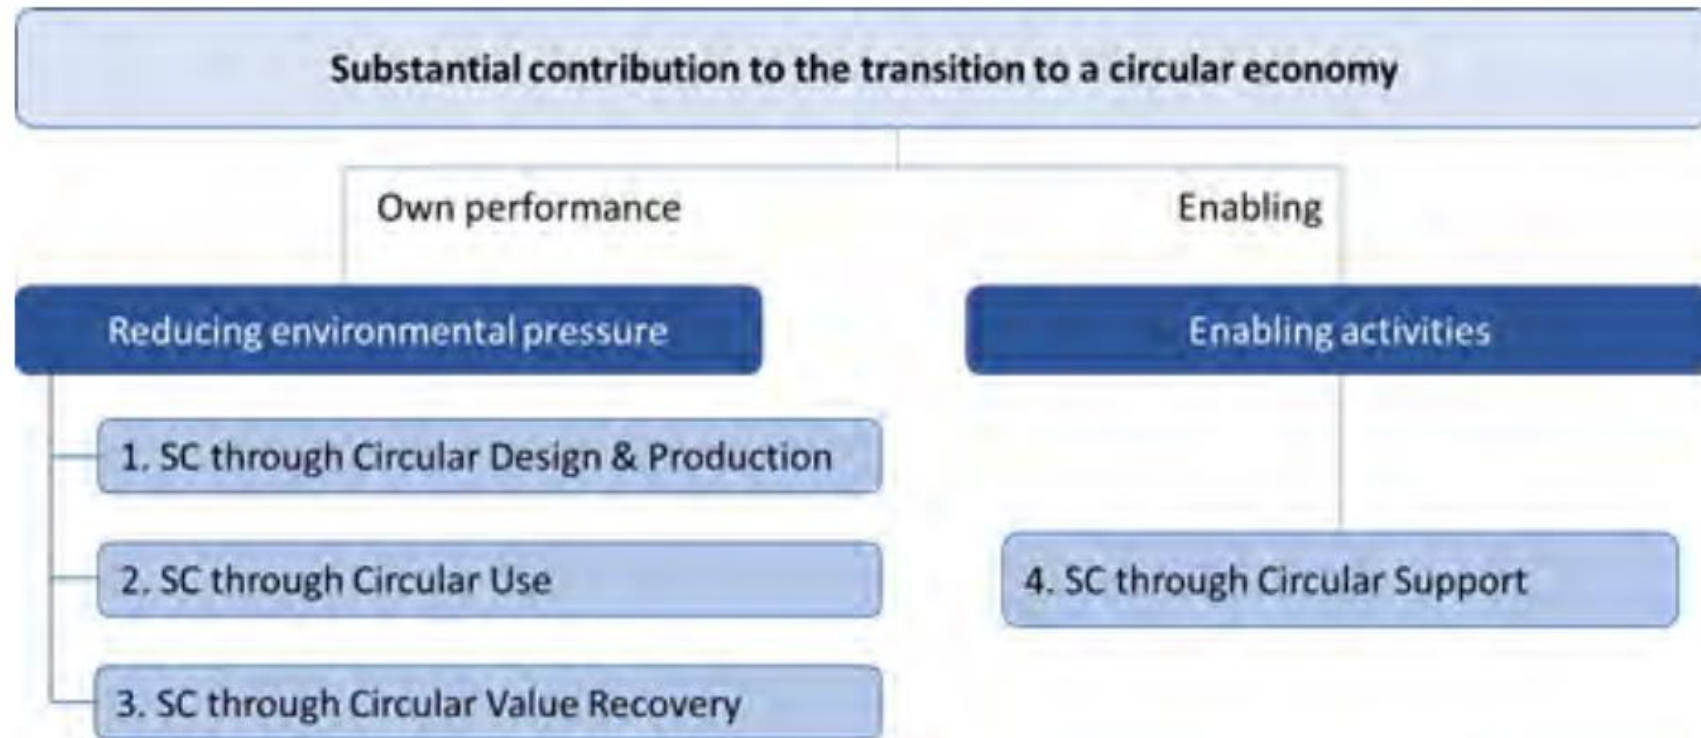 Substantial contribution to the transition to a circular economy
Own performance
Enabling
Reducing environmental pressure
Enabling activities
1. SC through Circular Design & Production
2. SC through Circular Use
4. SC through Circular Support
3. SC through Circular Value Recovery